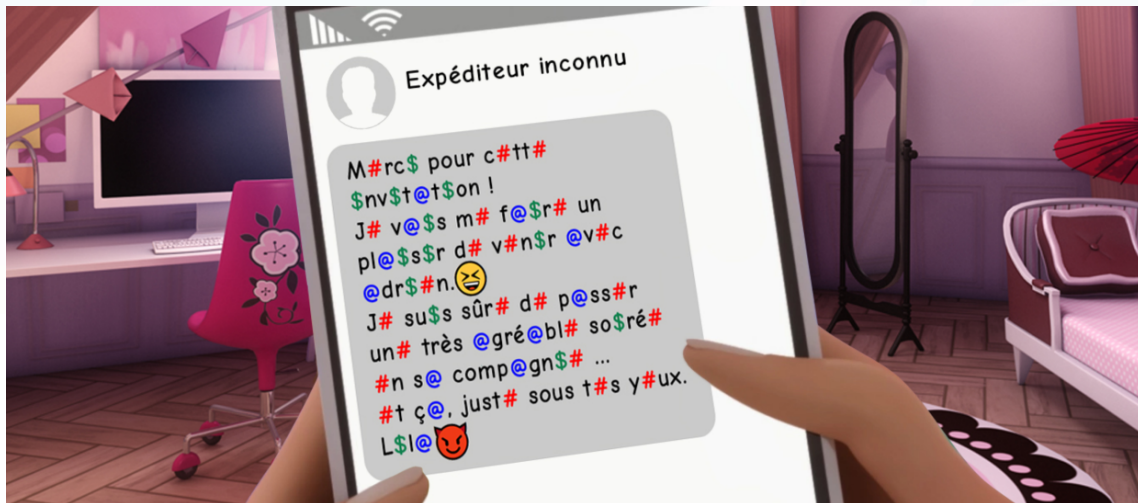 Expéditeur inconnu
M#rc$ pour c#tt#
$nv$t@t$on !
J# v@$s m# f@$r# un
pl@$s$r d# v#n$r @v#c
@dr$#n.😆
J# su$s sûr# d# p@ss#r
un# très @gré@bl# so$ré#
#n s@ comp@gn$# ...
#t ç@, just# sous t#s y#ux.
L$l@😈